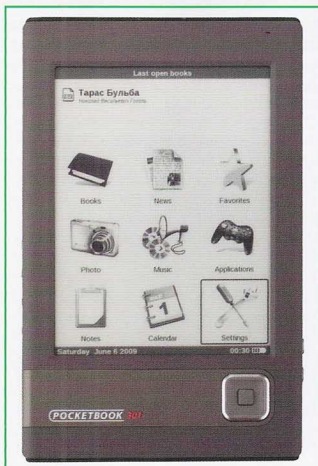 Last open books
Тарас Бульба
Николай Васильевич Гоголь
Books News Favorites
Photo Music Applications
Notes 1 Calendar Settings
Saturday June 6 2009 00:30
POCKETBOOK 301